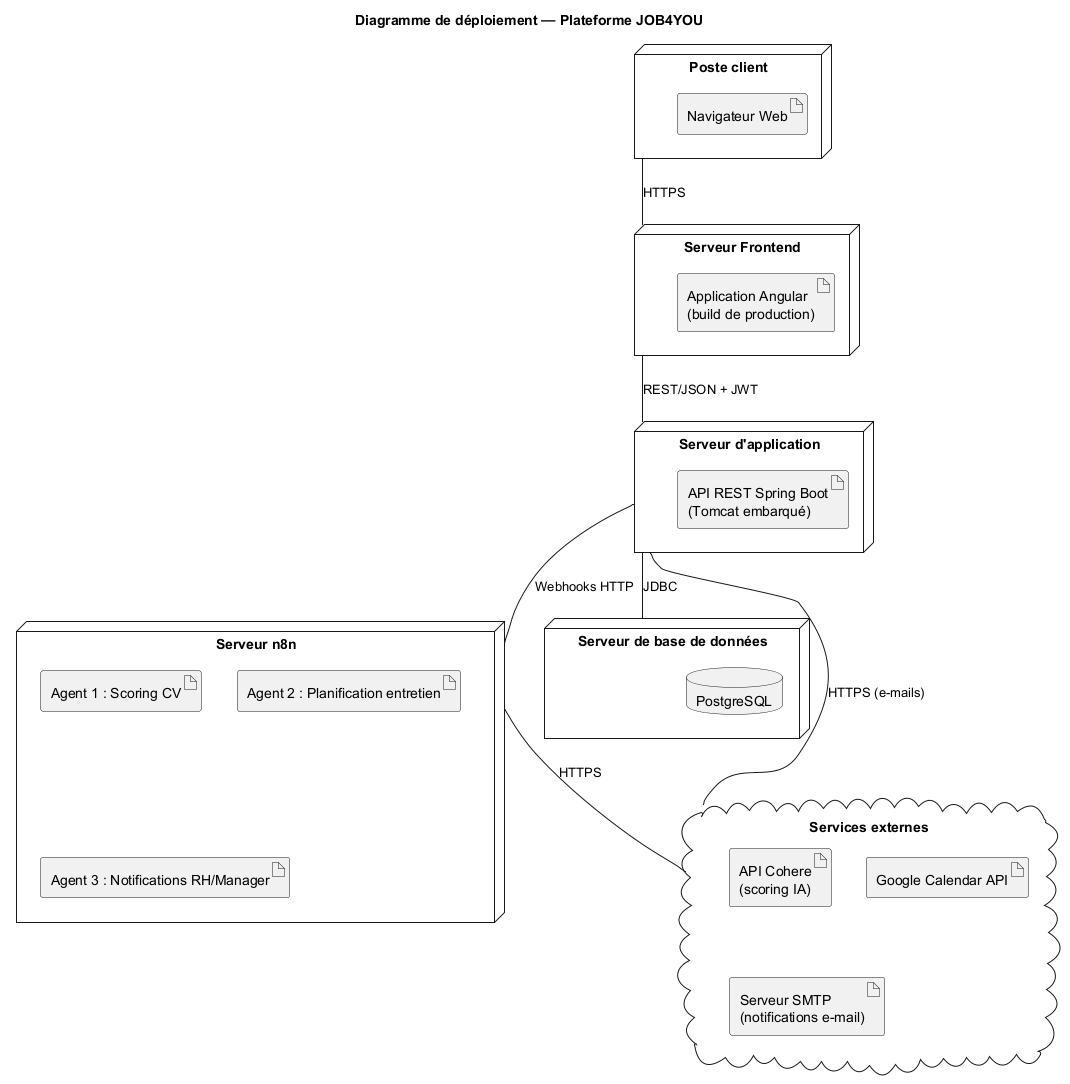 Diagramme de déploiement — Plateforme JOB4YOU
Poste client
Navigateur Web
HTTPS
Serveur Frontend
Application Angular
(build de production)
REST/JSON + JWT
Serveur d'application
API REST Spring Boot
(Tomcat embarqué)
Webhooks HTTP
JDBC
Serveur n8n
Agent 1 : Scoring CV
Agent 2 : Planification entretien
Agent 3 : Notifications RH/Manager
Serveur de base de données
PostgreSQL
HTTPS (e-mails)
HTTPS
Services externes
API Cohere
(scoring IA)
Google Calendar API
Serveur SMTP
(notifications e-mail)